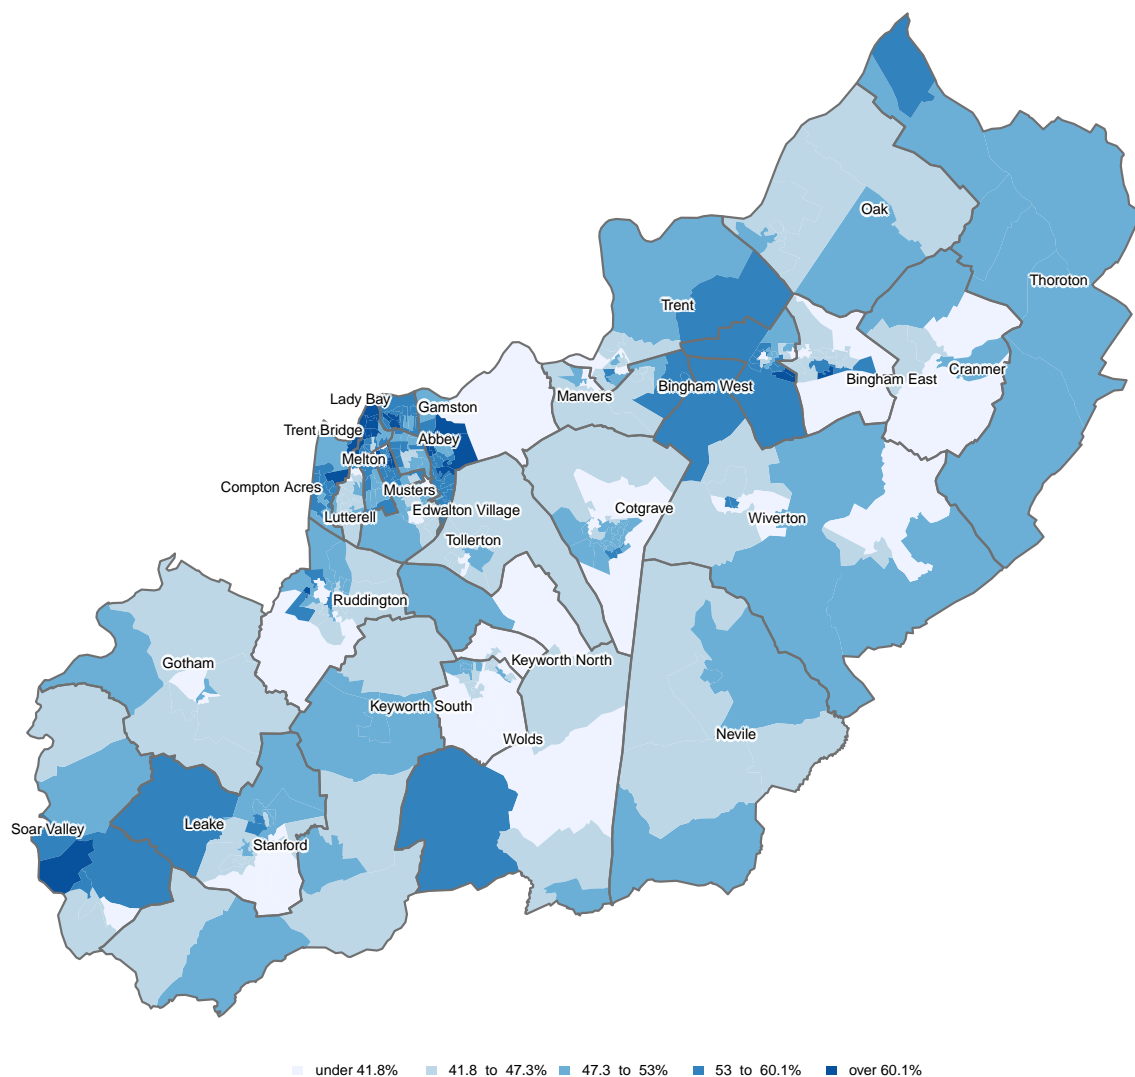 Oak
Thoroton
Trent
Cranmer
Bingham East
Bingham West
Manvers
Lady Bay
Gamston
Trent Bridge
Abbey
Melton
Compton Acres
Musters
Lutterell
Edwalton Village
Cotgrave
Wiverton
Tollerton
Ruddington
Gotham
Keyworth North
Keyworth South
Wolds
Nevile
Soar Valley
Leake
Stanford
under 41.8% 41.8 to 47.3% 47.3 to 53% 53 to 60.1% over 60.1%